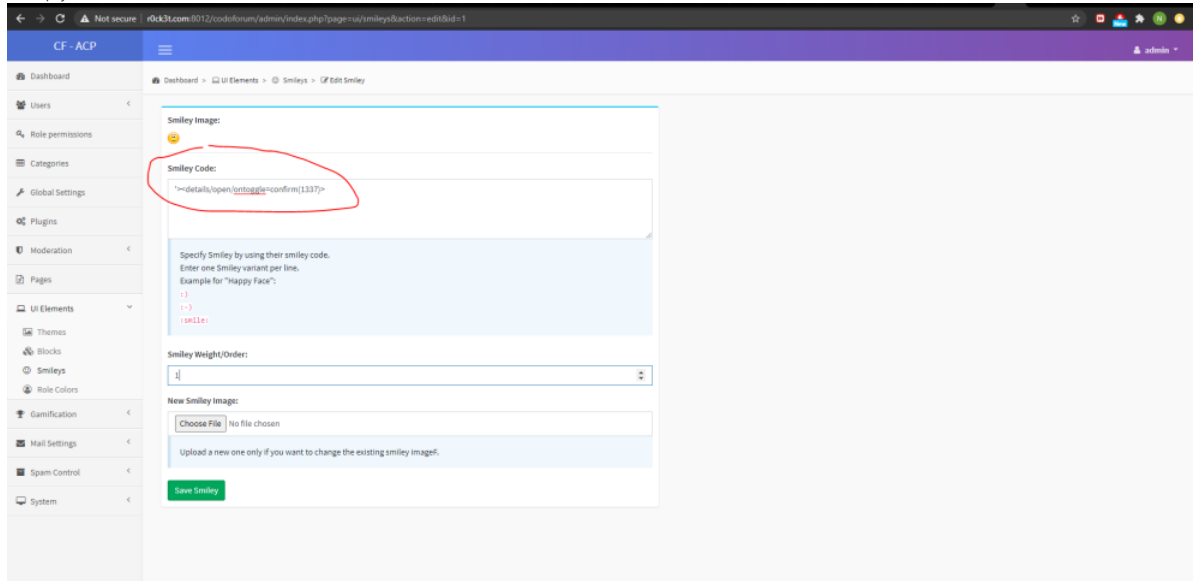 Not secure | r0ck3t.com:8012/codoforum/admin/index.php?page=ui/smileys&action=edit&id=1
New
N
CF - ACP
admin
Dashboard
Users
Role permissions
Categories
Global Settings
Plugins
Moderation
Pages
UI Elements
Themes
Blocks
Smileys
Role Colors
Gamification
Mail Settings
Spam Control
System
Dashboard > UI Elements > Smileys > Edit Smiley
Smiley Image:
Smiley Code:
'><details/open/ontoggle=confirm(1337)>
Specify Smiley by using their smiley code.
Enter one Smiley variant per line.
Example for "Happy Face":
:)
:-)
:smile:
Smiley Weight/Order:
1
New Smiley Image:
Choose File No file chosen
Upload a new one only if you want to change the existing smiley image#.
Save Smiley